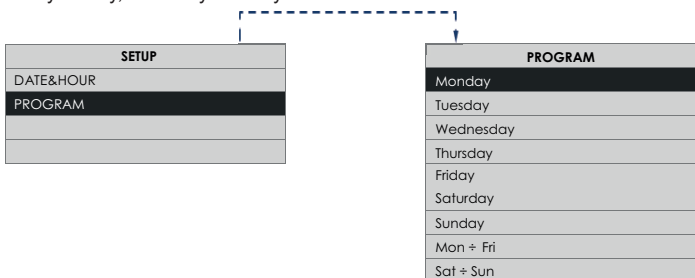 SETUP
DATE&HOUR
PROGRAM
PROGRAM
Monday
Tuesday
Wednesday
Thursday
Friday
Saturday
Sunday
Mon ÷ Fri
Sat ÷ Sun